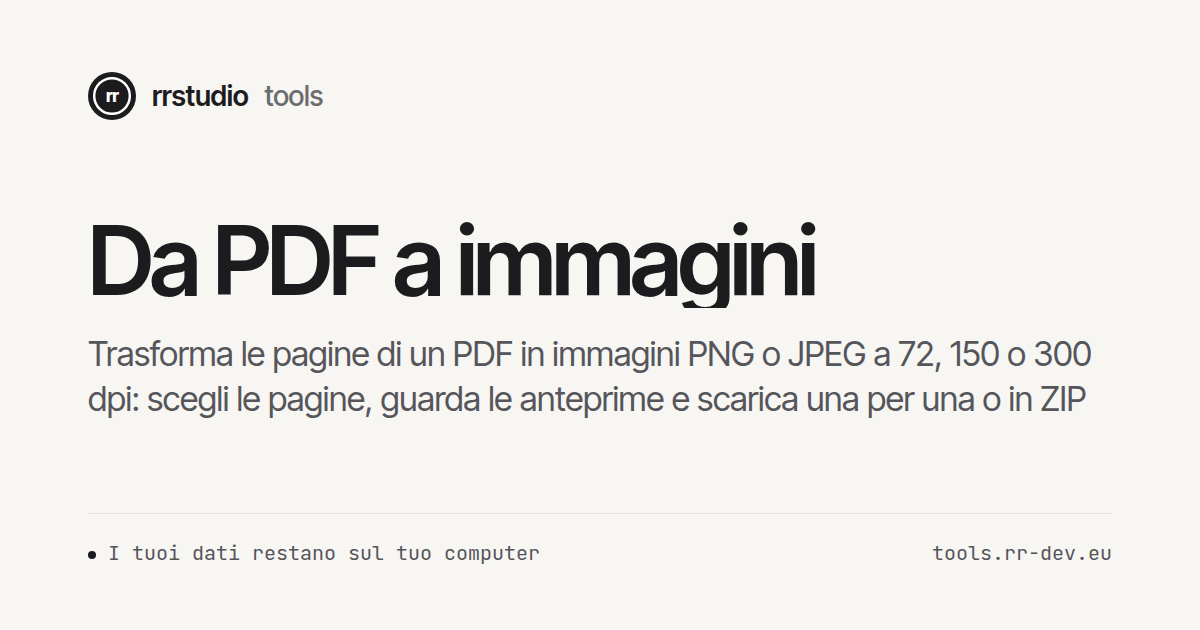 rr rrstudio tools
Da PDF a immagini
Trasforma le pagine di un PDF in immagini PNG o JPEG a 72, 150 o 300
dpi: scegli le pagine, guarda le anteprime e scarica una per una o in ZIP
I tuoi dati restano sul tuo computer
tools.rr-dev.eu